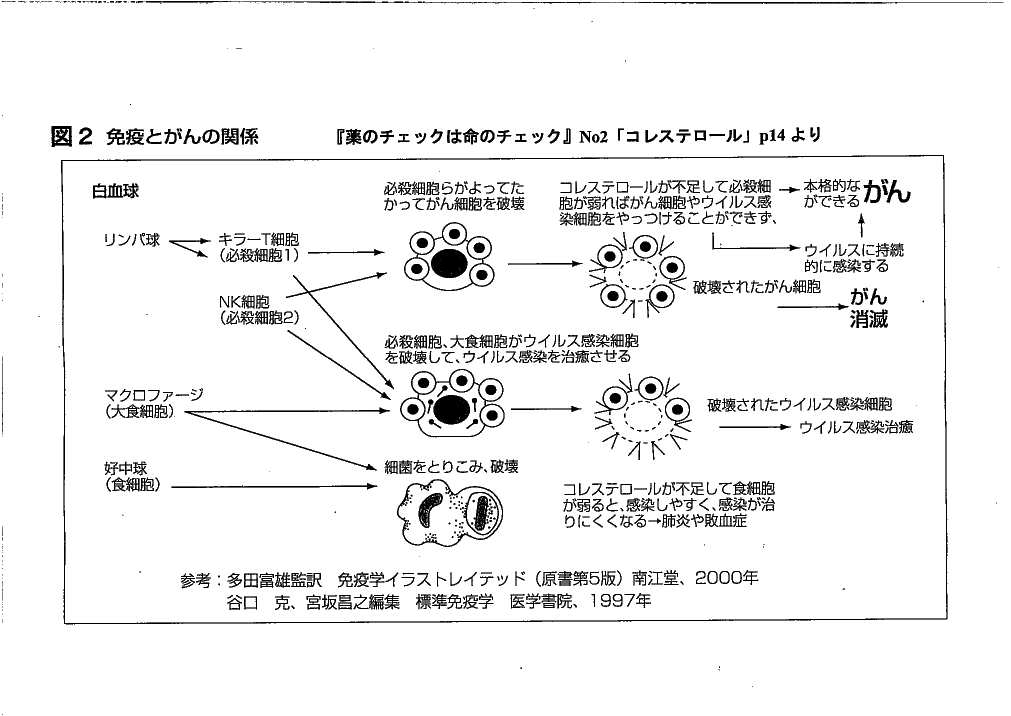 図2 免疫とがんの関係
『薬のチェックは命のチェック』No2「コレステロール」p14より
白血球
リンパ球
キラーT細胞
(必殺細胞1)
NK細胞
(必殺細胞2)
マクロファージ
(大食細胞)
好中球
(食細胞)
必殺細胞らがよってた
かってがん細胞を破壊
コレステロールが不足して必殺細
胞が弱ればがん細胞やウイルス感
染細胞をやっつけることができず、
本格的ながん
ができる
ウイルスに持続
的に感染する
破壊されたがん細胞
がん
消滅
必殺細胞、大食細胞がウイルス感染細胞
を破壊して、ウイルス感染を治癒させる
破壊されたウイルス感染細胞
ウイルス感染治癒
細菌をとりこみ、破壊
コレステロールが不足して食細胞
が弱ると、感染しやすく、感染が治
りにくくなる→肺炎や敗血症
参考：多田富雄監訳 免疫学イラストレイテッド（原書第5版）南江堂、2000年
谷口 克、宮坂昌之編集 標準免疫学 医学書院、1997年